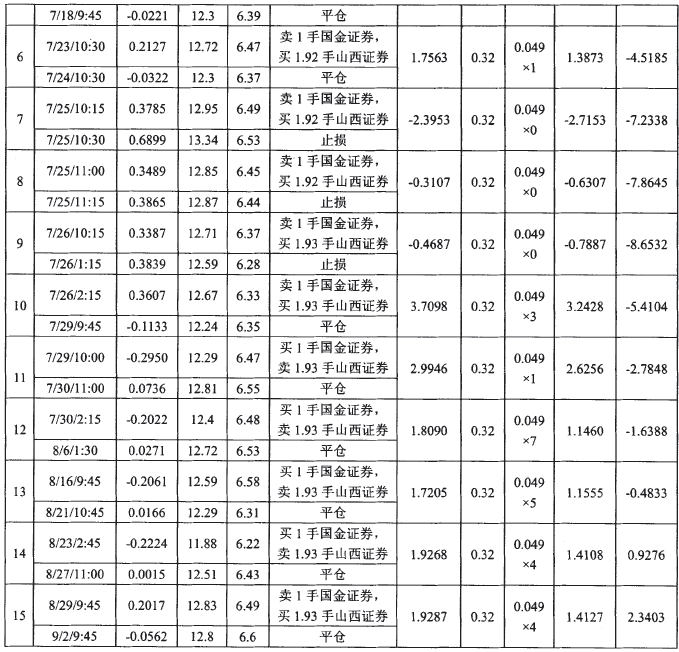 7/18/9:45 -0.0221 12.3 6.39 平仓
6 7/23/10:30 0.2127 12.72 6.47 卖 1 手国金证券， 买 1.92 手山西证券 1.7563 0.32 0.049 ×1 1.3873 -4.5185
7/24/10:30 -0.0322 12.3 6.37 平仓
7 7/25/10:15 0.3785 12.95 6.49 卖 1 手国金证券， 买 1.92 手山西证券 -2.3953 0.32 0.049 ×0 -2.7153 -7.2338
7/25/10:30 0.6899 13.34 6.53 止损
8 7/25/11:00 0.3489 12.85 6.45 卖 1 手国金证券， 买 1.92 手山西证券 -0.3107 0.32 0.049 ×0 -0.6307 -7.8645
7/25/11:15 0.3865 12.87 6.44 止损
9 7/26/10:15 0.3387 12.71 6.37 卖 1 手国金证券， 买 1.93 手山西证券 -0.4687 0.32 0.049 ×0 -0.7887 -8.6532
7/26/1:15 0.3839 12.59 6.28 止损
10 7/26/2:15 0.3607 12.67 6.33 卖 1 手国金证券， 买 1.93 手山西证券 3.7098 0.32 0.049 ×3 3.2428 -5.4104
7/29/9:45 -0.1133 12.24 6.35 平仓
11 7/29/10:00 -0.2950 12.29 6.47 买 1 手国金证券， 卖 1.93 手山西证券 2.9946 0.32 0.049 ×1 2.6256 -2.7848
7/30/11:00 0.0736 12.81 6.55 平仓
12 7/30/2:15 -0.2022 12.4 6.48 买 1 手国金证券， 卖 1.93 手山西证券 1.8090 0.32 0.049 ×7 1.1460 -1.6388
8/6/1:30 0.0271 12.72 6.53 平仓
13 8/16/9:45 -0.2061 12.59 6.58 买 1 手国金证券， 卖 1.93 手山西证券 1.7205 0.32 0.049 ×5 1.1555 -0.4833
8/21/10:45 0.0166 12.29 6.31 平仓
14 8/23/2:45 -0.2224 11.88 6.22 买 1 手国金证券， 卖 1.93 手山西证券 1.9268 0.32 0.049 ×4 1.4108 0.9276
8/27/11:00 0.0015 12.51 6.43 平仓
15 8/29/9:45 0.2017 12.83 6.49 卖 1 手国金证券， 买 1.93 手山西证券 1.9287 0.32 0.049 ×4 1.4127 2.3403
9/2/9:45 -0.0562 12.8 6.6 平仓